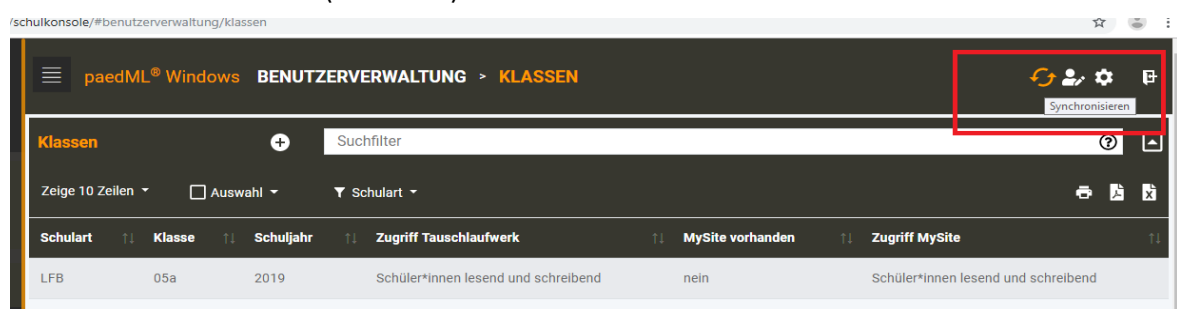 /schulkonsole/#benutzerverwaltung/klassen
paedML® Windows BENUTZERVERWALTUNG > KLASSEN
Synchronisieren
Klassen Suchfilter
Zeige 10 Zeilen Auswahl Schulart
Schulart Klasse Schuljahr Zugriff Tauschlaufwerk MySite vorhanden Zugriff MySite
LFB 05a 2019 Schüler*innen lesend und schreibend nein Schüler*innen lesend und schreibend